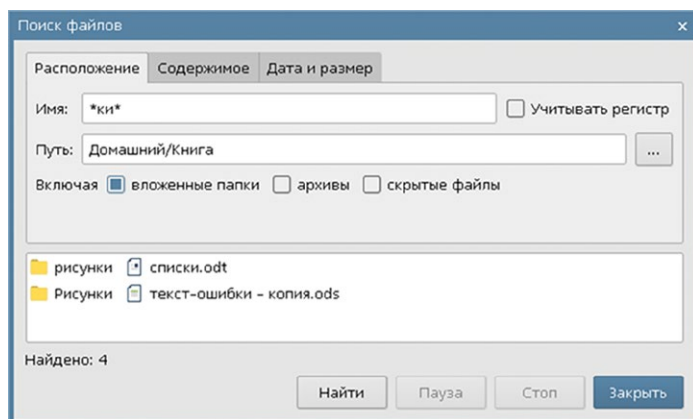 Поиск файлов
Расположение Содержимое Дата и размер
Имя: *ки* Учитывать регистр
Путь: Домашний/Книга ...
Включая вложенные папки архивы скрытые файлы
рисунки списки.odt
Рисунки текст-ошибки - копия.ods
Найдено: 4
Найти Пауза Стоп Закрыть